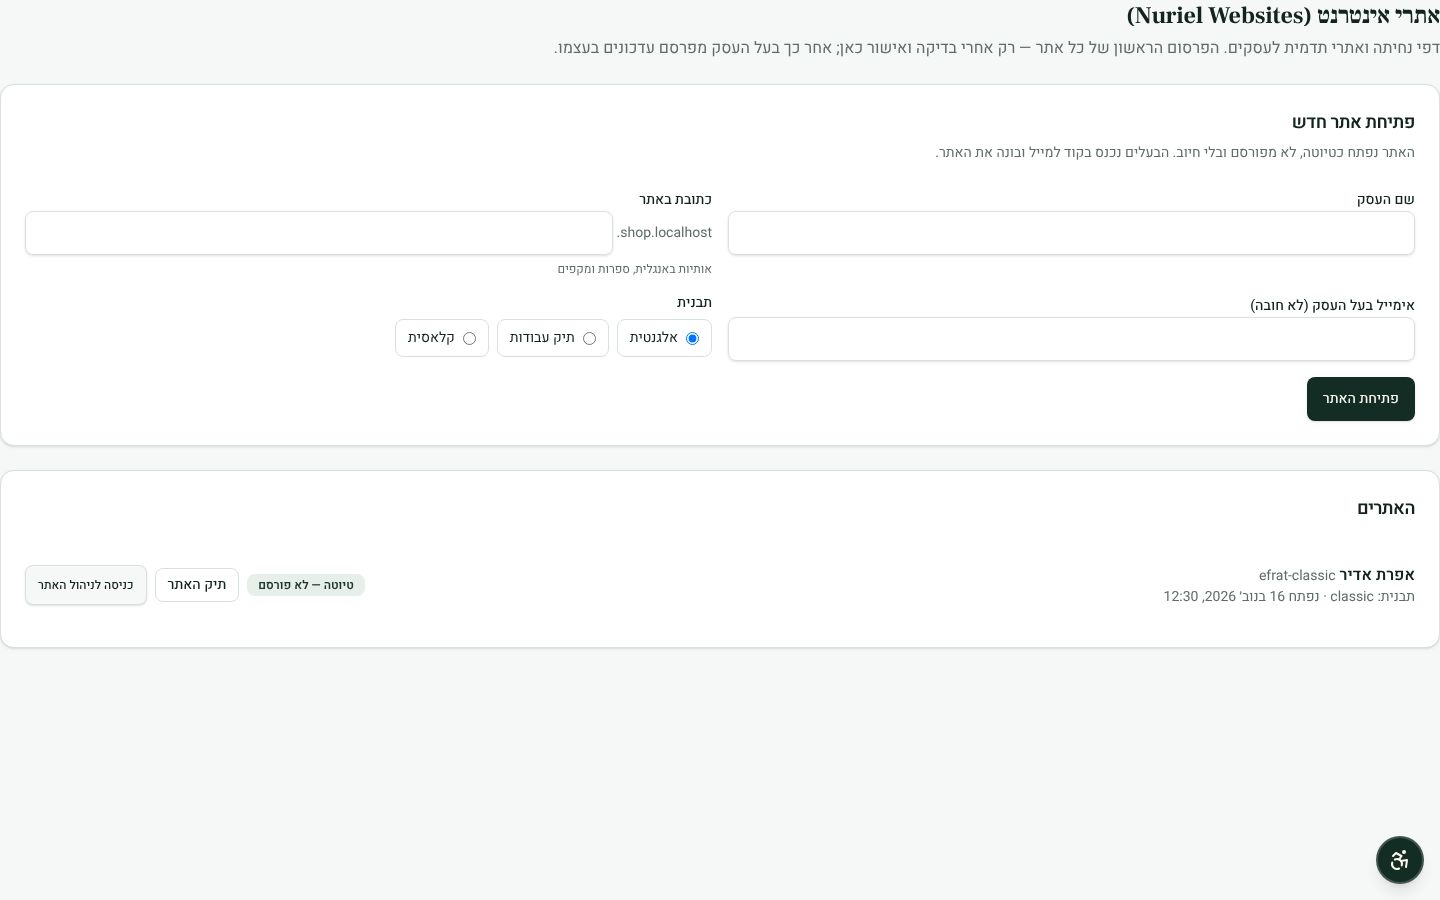 אתרי אינטרנט (Nuriel Websites)
דפי נחיתה ואתרי תדמית לעסקים. הפרסום הראשון של כל אתר — רק אחרי בדיקה ואישור כאן; אחר כך בעל העסק מפרסם עדכונים בעצמו.
פתיחת אתר חדש
האתר נפתח כטיוטה, לא מפורסם ובלי חיוב. הבעלים נכנס בקוד למייל ובונה את האתר.
שם העסק
כתובת באתר
.shop.localhost
אותיות באנגלית, ספרות ומקפים
אימייל בעל העסק (לא חובה)
תבנית
אלגנטית
תיק עבודות
קלאסית
פתיחת האתר
האתרים
אפרת אדיר efrat-classic
תבנית: classic · נפתח 16 בנוב׳ 2026, 12:30
טיוטה — לא פורסם
תיק האתר
כניסה לניהול האתר